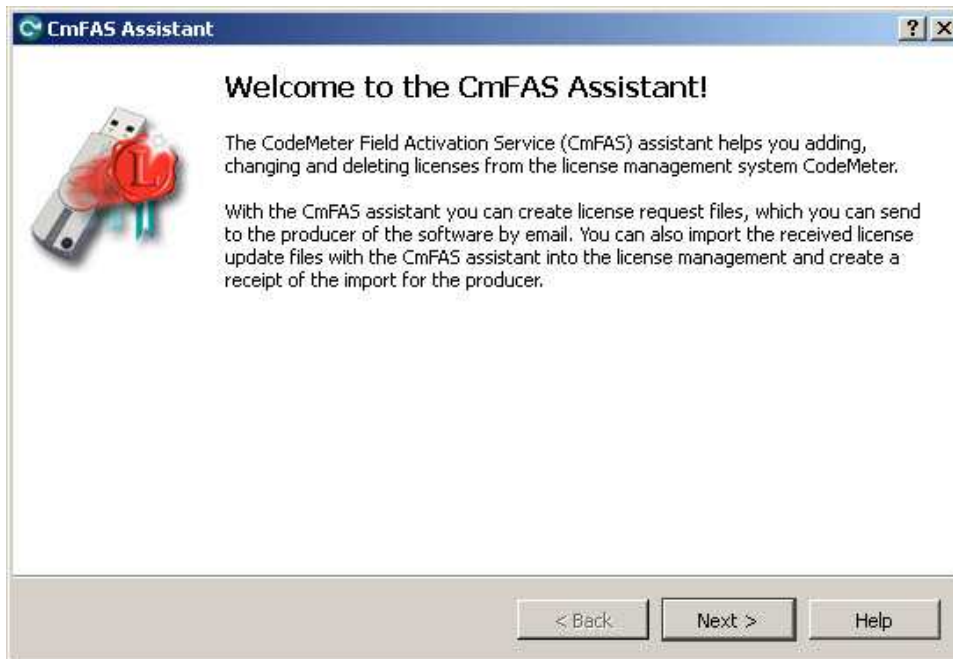 CmFAS Assistant
Welcome to the CmFAS Assistant!
The CodeMeter Field Activation Service (CmFAS) assistant helps you adding,
changing and deleting licenses from the license management system CodeMeter.
With the CmFAS assistant you can create license request files, which you can send
to the producer of the software by email. You can also import the received license
update files with the CmFAS assistant into the license management and create a
receipt of the import for the producer.
L
< Back
Next >
Help